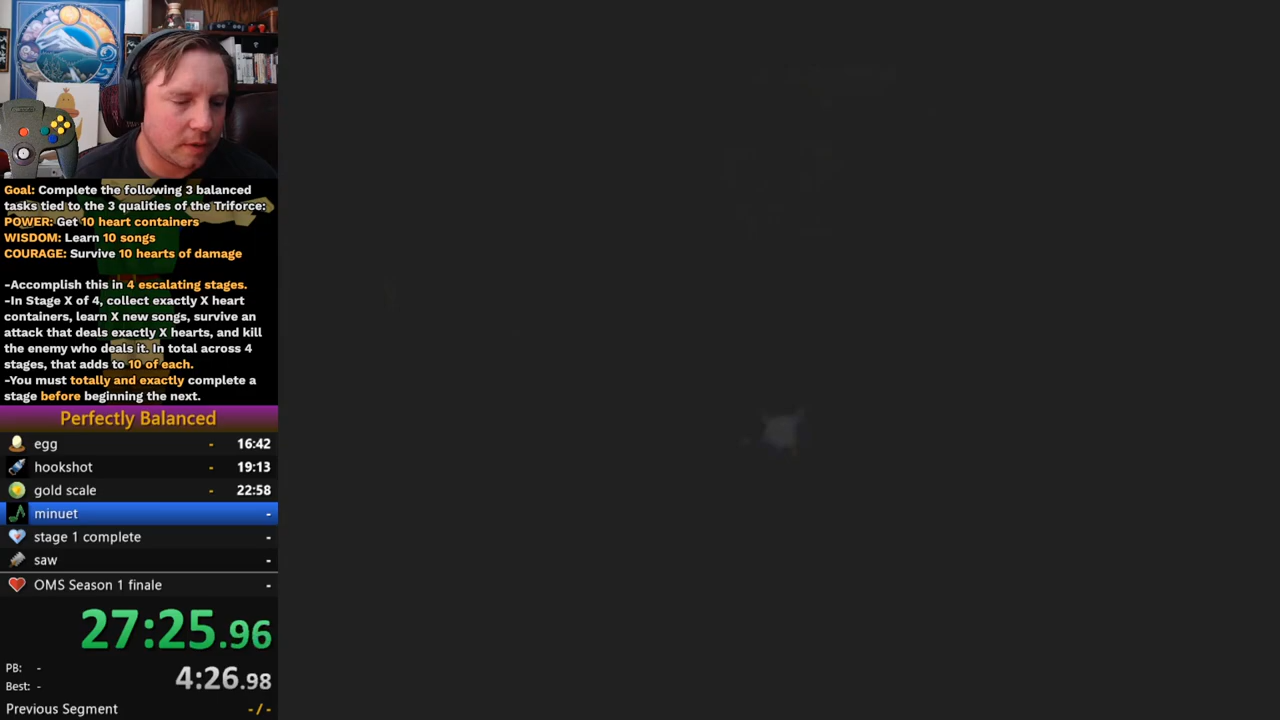 Goal: Complete the following 3 balanced
tasks tied to the 3 qualities of the Triforce:
POWER: Get 10 heart containers
WISDOM: Learn 10 songs
COURAGE: Survive 10 hearts of damage
-Accomplish this in 4 escalating stages.
-In Stage X of 4, collect exactly X heart
containers, learn X new songs, survive an
attack that deals exactly X hearts, and kill
the enemy who deals it. In total across 4
stages, that adds to 10 of each.
-You must totally and exactly complete a
stage before beginning the next.
Perfectly Balanced
egg - 16:42
hookshot - 19:13
gold scale - 22:58
minuet -
stage 1 complete -
saw -
OMS Season 1 finale -
27:25.96
PB: -
4:26.98
Best: -
Previous Segment - / -